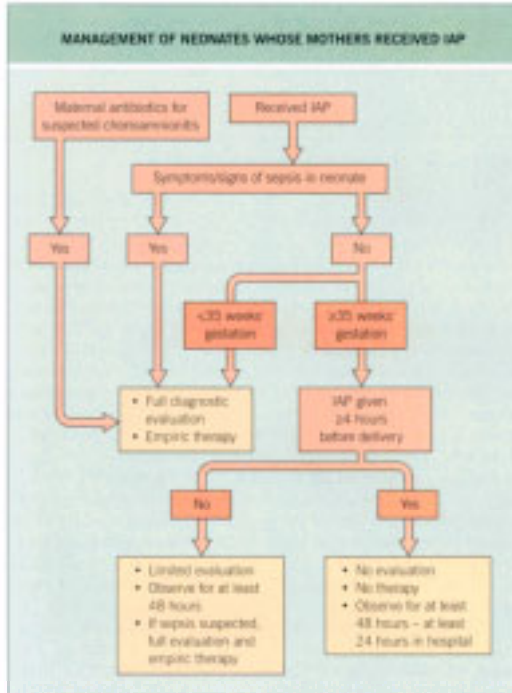 MANAGEMENT OF NEONATES WHOSE MOTHERS RECEIVED IAP
Maternal antibiotics for
suspected chorioamnionitis
Received IAP
Symptoms/signs of sepsis in neonate
Yes
Yes
No
<35 weeks'
gestation
≥35 weeks'
gestation
• Full diagnostic
evaluation
• Empiric therapy
IAP given
≥4 hours
before delivery
No
Yes
• Limited evaluation
• Observe for at least
48 hours
• If sepsis suspected,
full evaluation and
empiric therapy
• No evaluation
• No therapy
• Observe for at least
48 hours – at least
24 hours in hospital